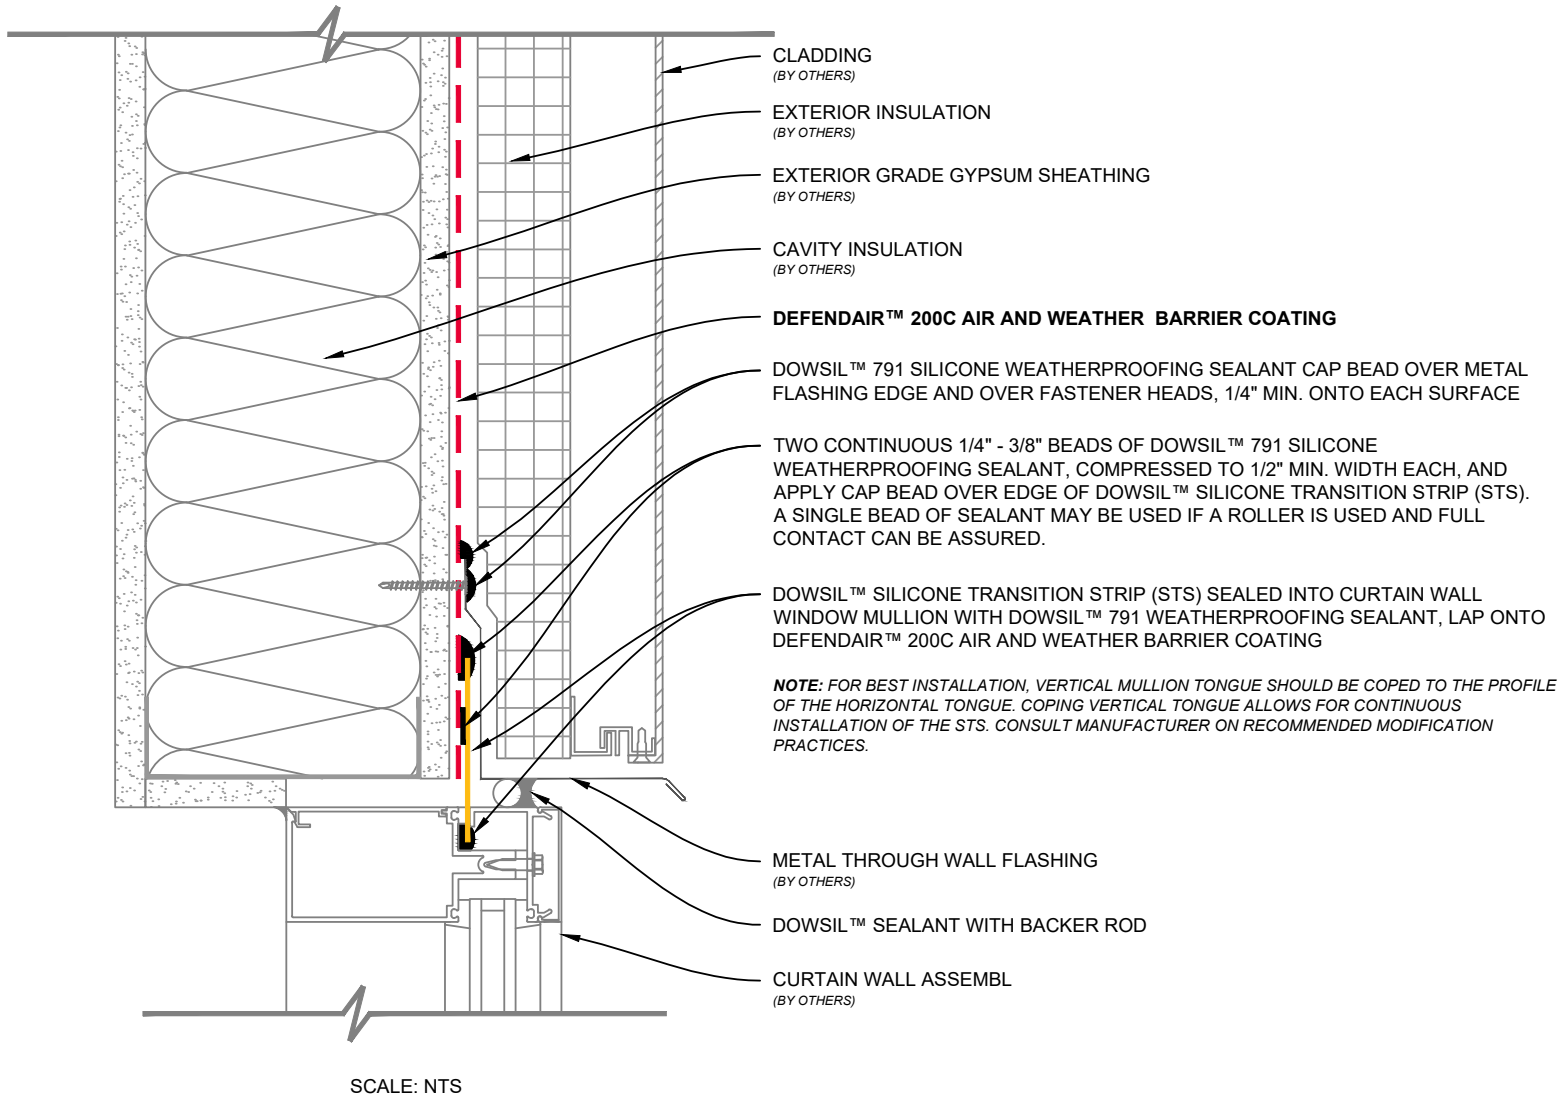 CLADDING
(BY OTHERS)
EXTERIOR INSULATION
(BY OTHERS)
EXTERIOR GRADE GYPSUM SHEATHING
(BY OTHERS)
CAVITY INSULATION
(BY OTHERS)
DEFENDAIR™ 200C AIR AND WEATHER BARRIER COATING
DOWSIL™ 791 SILICONE WEATHERPROOFING SEALANT CAP BEAD OVER METAL
FLASHING EDGE AND OVER FASTENER HEADS, 1/4" MIN. ONTO EACH SURFACE
TWO CONTINUOUS 1/4" - 3/8" BEADS OF DOWSIL™ 791 SILICONE
WEATHERPROOFING SEALANT, COMPRESSED TO 1/2" MIN. WIDTH EACH, AND
APPLY CAP BEAD OVER EDGE OF DOWSIL™ SILICONE TRANSITION STRIP (STS).
A SINGLE BEAD OF SEALANT MAY BE USED IF A ROLLER IS USED AND FULL
CONTACT CAN BE ASSURED.
DOWSIL™ SILICONE TRANSITION STRIP (STS) SEALED INTO CURTAIN WALL
WINDOW MULLION WITH DOWSIL™ 791 WEATHERPROOFING SEALANT, LAP ONTO
DEFENDAIR™ 200C AIR AND WEATHER BARRIER COATING
NOTE: FOR BEST INSTALLATION, VERTICAL MULLION TONGUE SHOULD BE COPED TO THE PROFILE
OF THE HORIZONTAL TONGUE. COPING VERTICAL TONGUE ALLOWS FOR CONTINUOUS
INSTALLATION OF THE STS. CONSULT MANUFACTURER ON RECOMMENDED MODIFICATION
PRACTICES.
METAL THROUGH WALL FLASHING
(BY OTHERS)
DOWSIL™ SEALANT WITH BACKER ROD
CURTAIN WALL ASSEMBL
(BY OTHERS)
SCALE: NTS